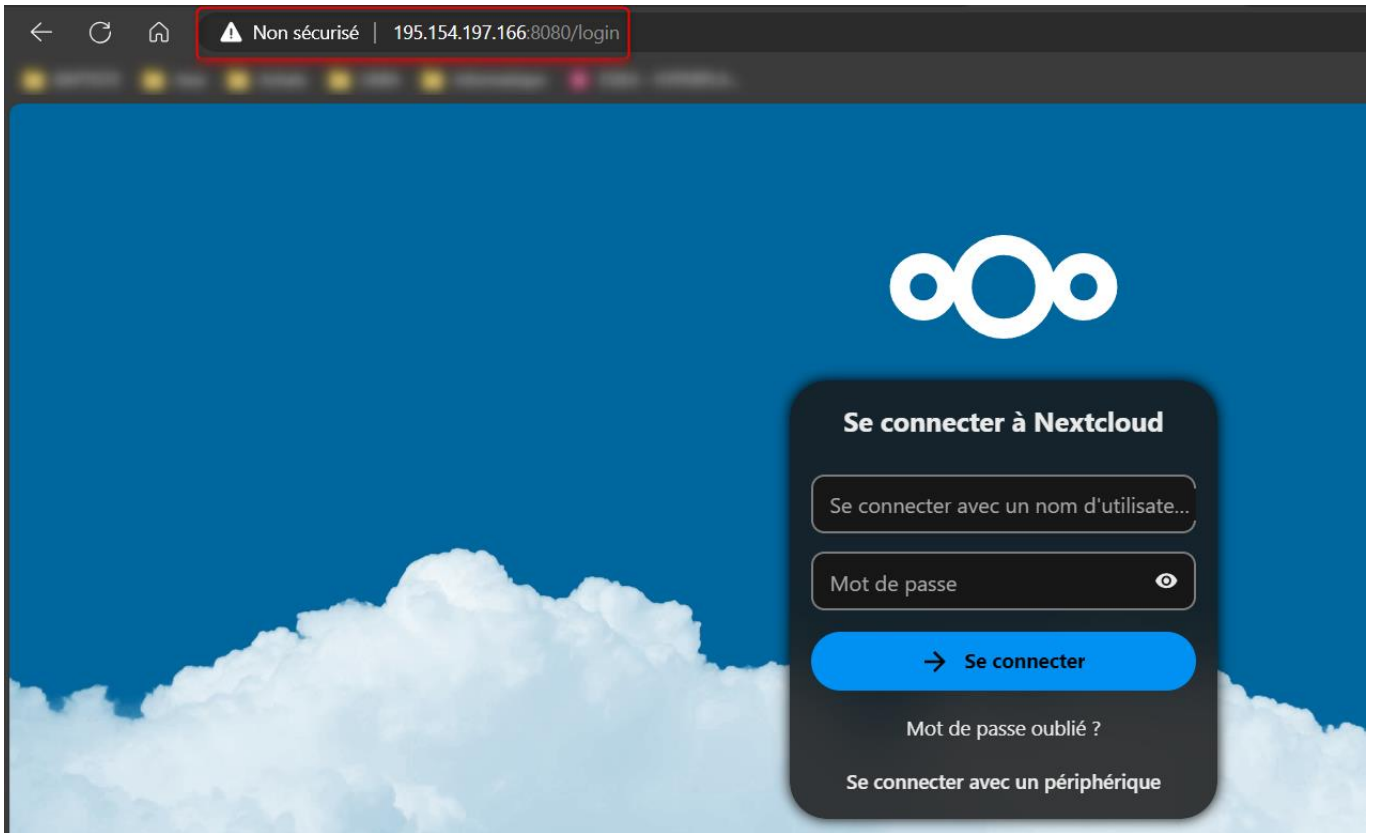 Non sécurisé | 195.154.197.166:8080/login
Se connecter à Nextcloud
Se connecter avec un nom d'utilisate...
Mot de passe
→ Se connecter
Mot de passe oublié ?
Se connecter avec un périphérique